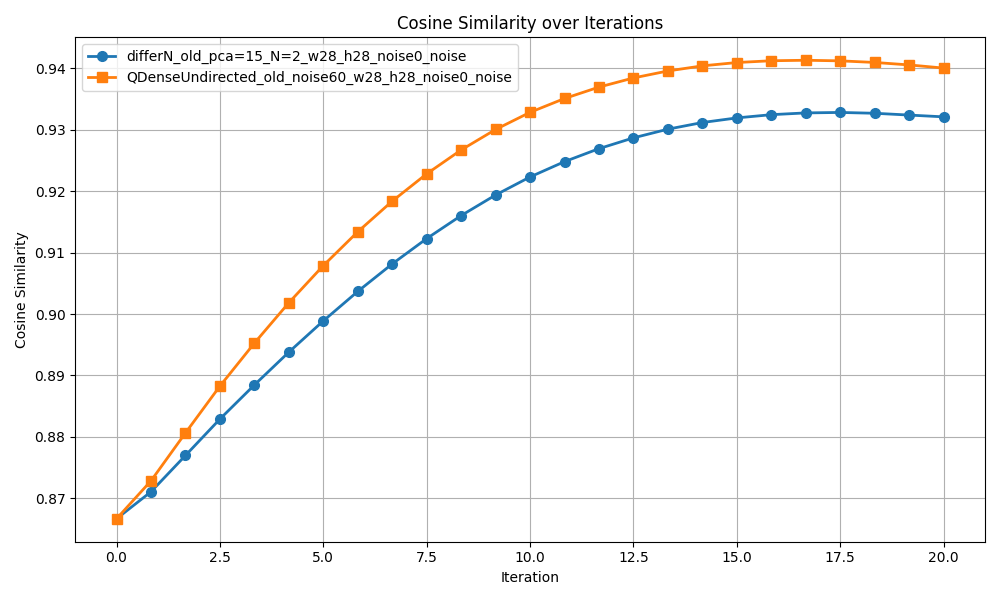 Cosine Similarity over Iterations
differN_old_pca=15_N=2_w28_h28_noise0_noise
QDenseUndirected_old_noise60_w28_h28_noise0_noise
Cosine Similarity
0.94
0.93
0.92
0.91
0.90
0.89
0.88
0.87
0.0 2.5 5.0 7.5 10.0 12.5 15.0 17.5 20.0
Iteration